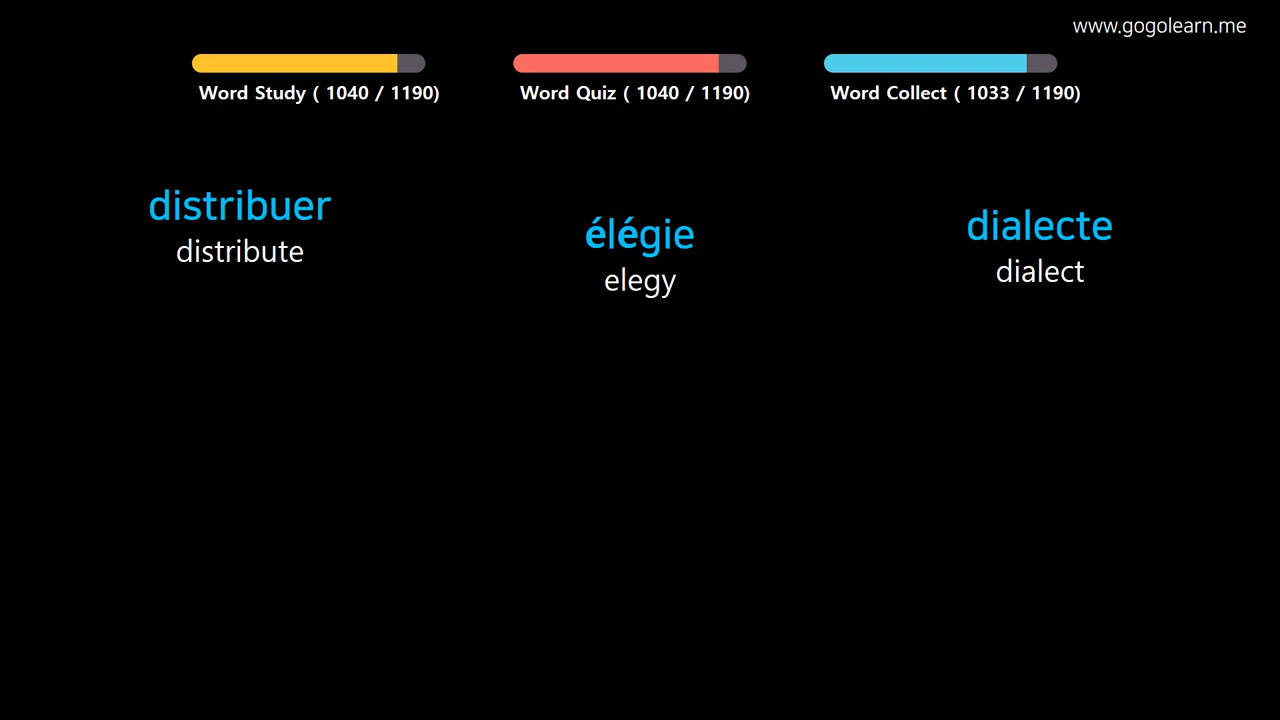 www.gogolearn.me
Word Study ( 1040 / 1190)
Word Quiz ( 1040 / 1190)
Word Collect ( 1033 / 1190)
distribuer
distribute
élégie
elegy
dialecte
dialect